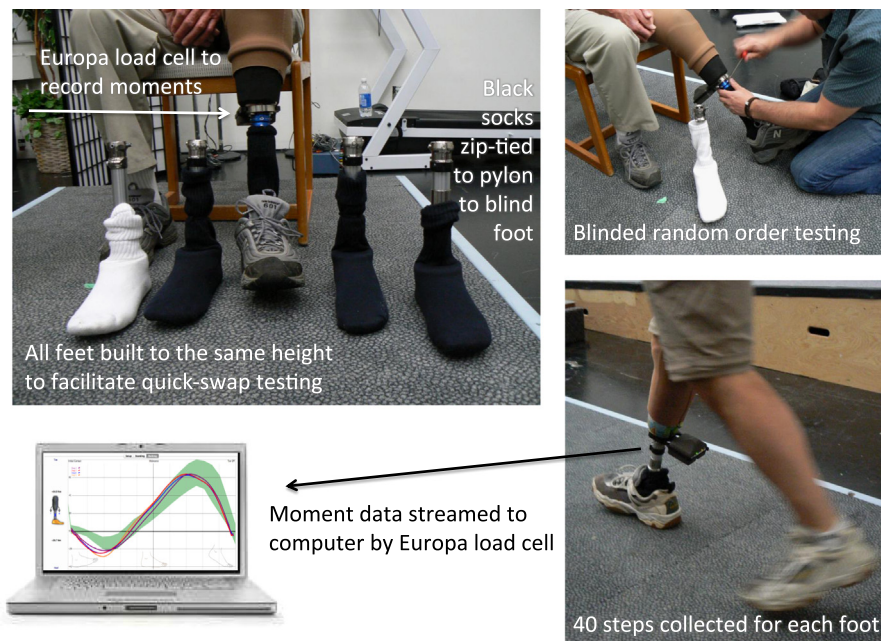 Europa load cell to
record moments
Black
socks
zip-tied
to pylon
to blind
foot
All feet built to the same height
to facilitate quick-swap testing
Blinded random order testing
Moment data streamed to
computer by Europa load cell
40 steps collected for each foot